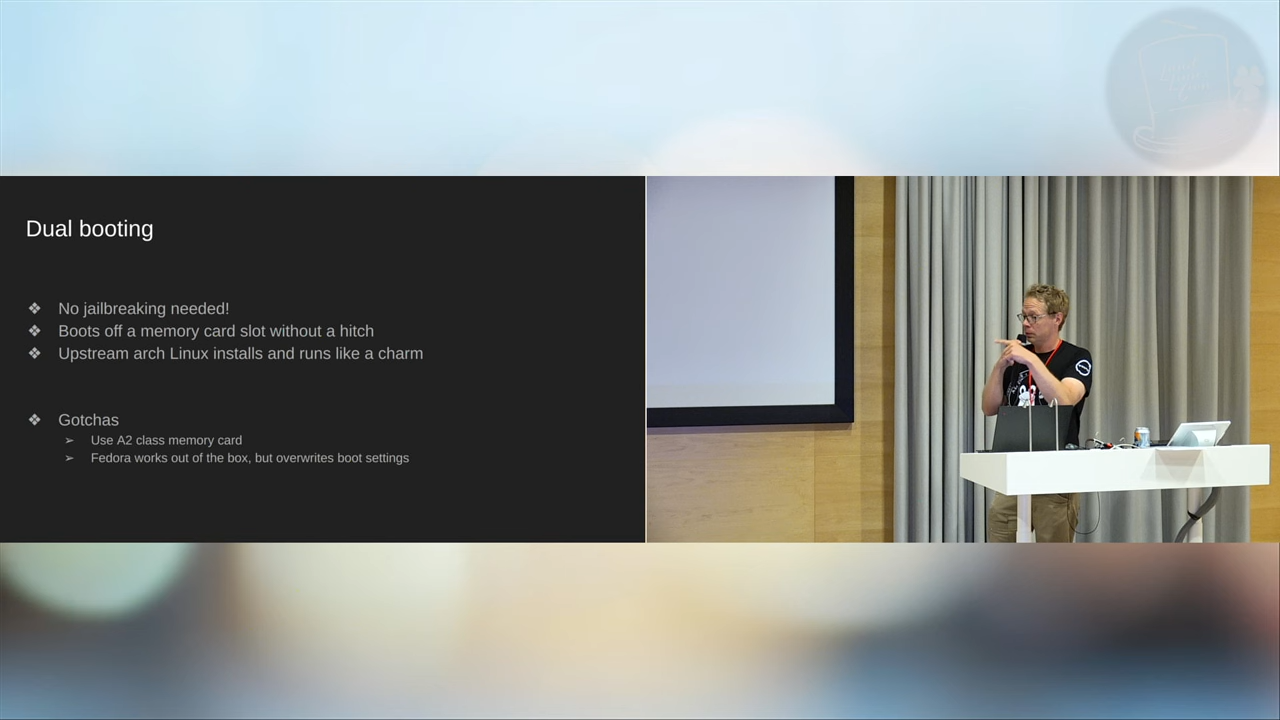 Dual booting
❖ No jailbreaking needed!
❖ Boots off a memory card slot without a hitch
❖ Upstream arch Linux installs and runs like a charm
❖ Gotchas
➢ Use A2 class memory card
➢ Fedora works out of the box, but overwrites boot settings